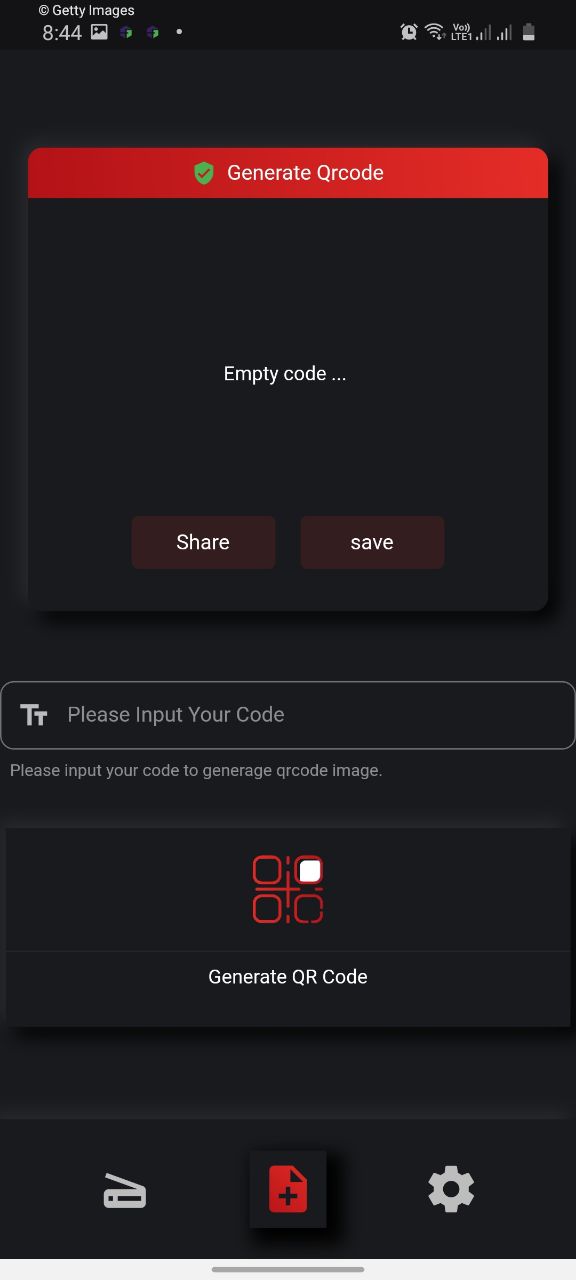 © Getty Images
8:44
Vo))
LTE1
Generate Qrcode
Empty code ...
Share
save
Tт Please Input Your Code
Please input your code to generage qrcode image.
Generate QR Code